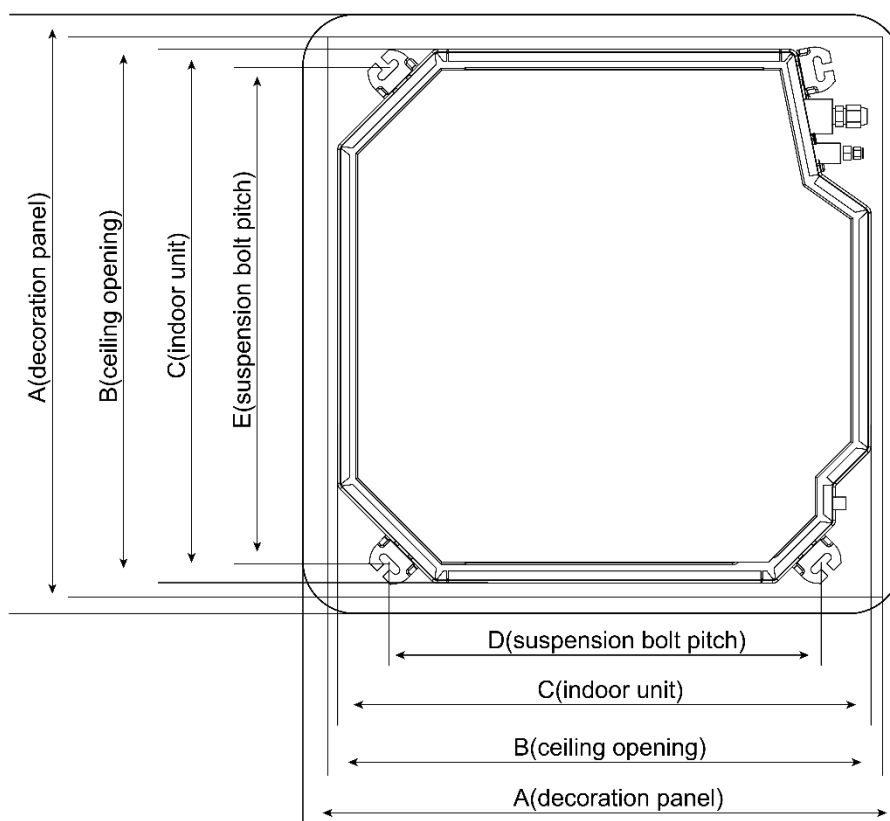 A(decoration panel)
B(ceiling opening)
C(indoor unit)
E(suspension bolt pitch)
D(suspension bolt pitch)
C(indoor unit)
B(ceiling opening)
A(decoration panel)